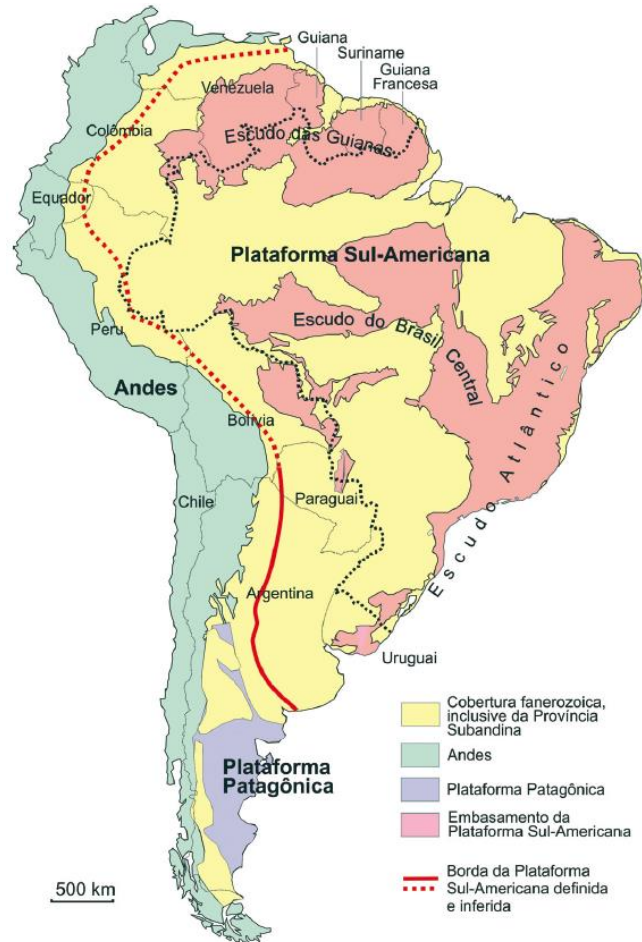 Guiana
Suriname
Guiana
Francesa
Venezuela
Colômbia
Escudo das Guianas
Equador
Plataforma Sul-Americana
Escudo do Brasil Central
Peru
Andes
Bolívia
Escudo Atlântico
Chile
Paraguai
Argentina
Uruguai
Plataforma
Patagônica
Cobertura fanerozoica,
inclusive da Província
Subandina
Andes
Plataforma Patagônica
Embasamento da
Plataforma Sul-Americana
Borda da Plataforma
Sul-Americana definida
e inferida
500 km